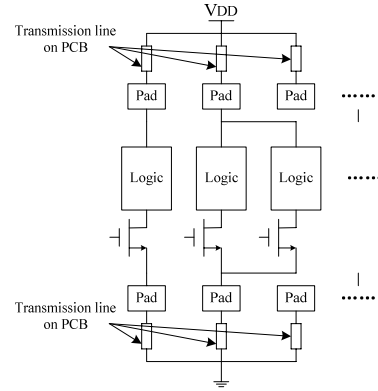 VDD
Transmission line
on PCB
Pad Pad Pad ......
Logic Logic Logic ......
Pad Pad Pad ......
Transmission line
on PCB